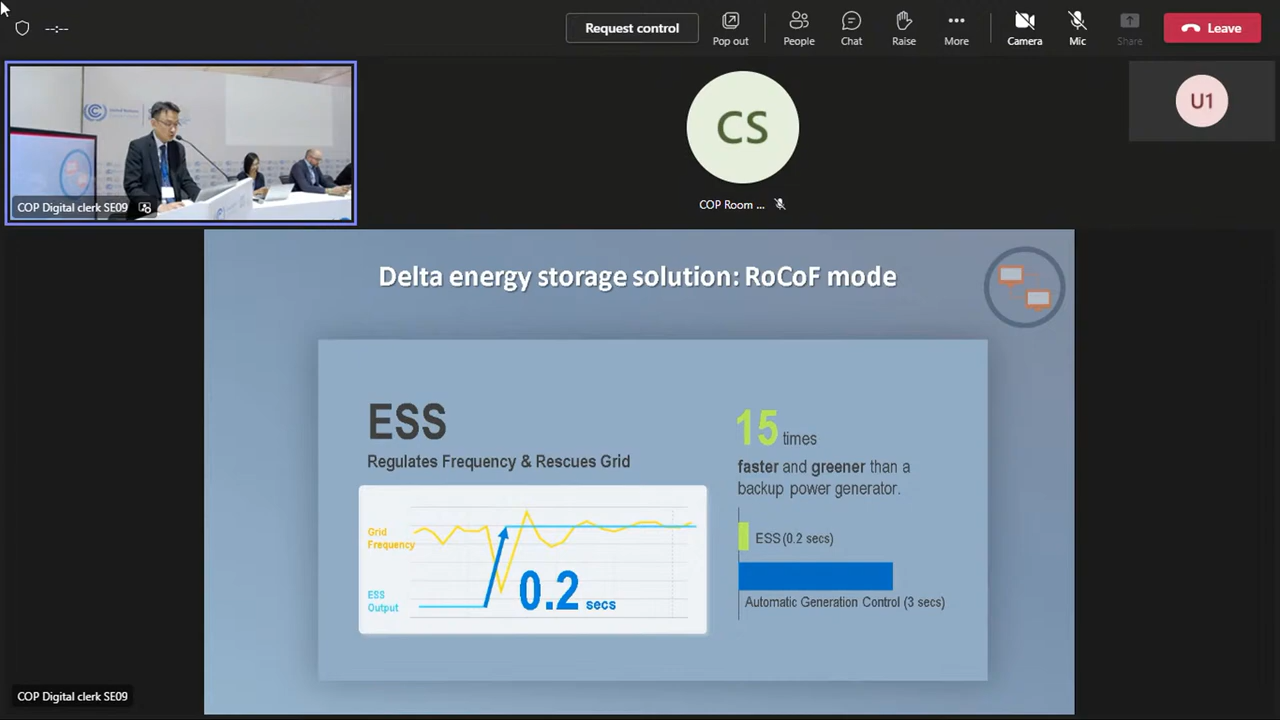 --:--
Request control
Pop out
People
Chat
Raise
More
Camera
Mic
Share
Leave
COP Digital clerk SE09
CS
COP Room ...
U1
Delta energy storage solution: RoCoF mode
ESS
Regulates Frequency & Rescues Grid
Grid
Frequency
ESS
Output
0.2 secs
15 times
faster and greener than a
backup power generator.
ESS (0.2 secs)
Automatic Generation Control (3 secs)
COP Digital clerk SE09